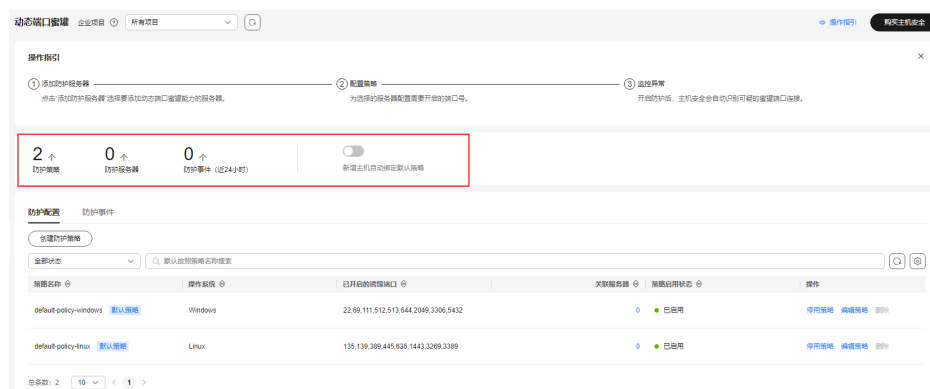 动态端口蜜罐 企业项目 所有项目 操作指引 购买主机安全
操作指引
1 添加防护服务器 2 配置策略 3 监控异常
点击“添加防护服务器”选择要添加动态端口蜜罐能力的服务器。 为选择的服务器配置需要开启的端口号。 开启防护后，主机安全会自动识别可疑的蜜罐端口连接。
2 个 0 个 0 个
防护策略 防护服务器 防护事件（近24小时） 新增主机自动绑定默认策略
防护配置 防护事件
创建防护策略
全部状态 默认按照策略名称搜索
策略名称 操作系统 已开启的诱饵端口 关联服务器 策略启用状态 操作
default-policy-windows 默认策略 Windows 22,69,111,512,513,644,2049,3306,5432 0 已启用 停用策略 编辑策略 删除
default-policy-linux 默认策略 Linux 135,139,389,445,636,1443,3269,3389 0 已启用 停用策略 编辑策略 删除
总条数: 2 10 1